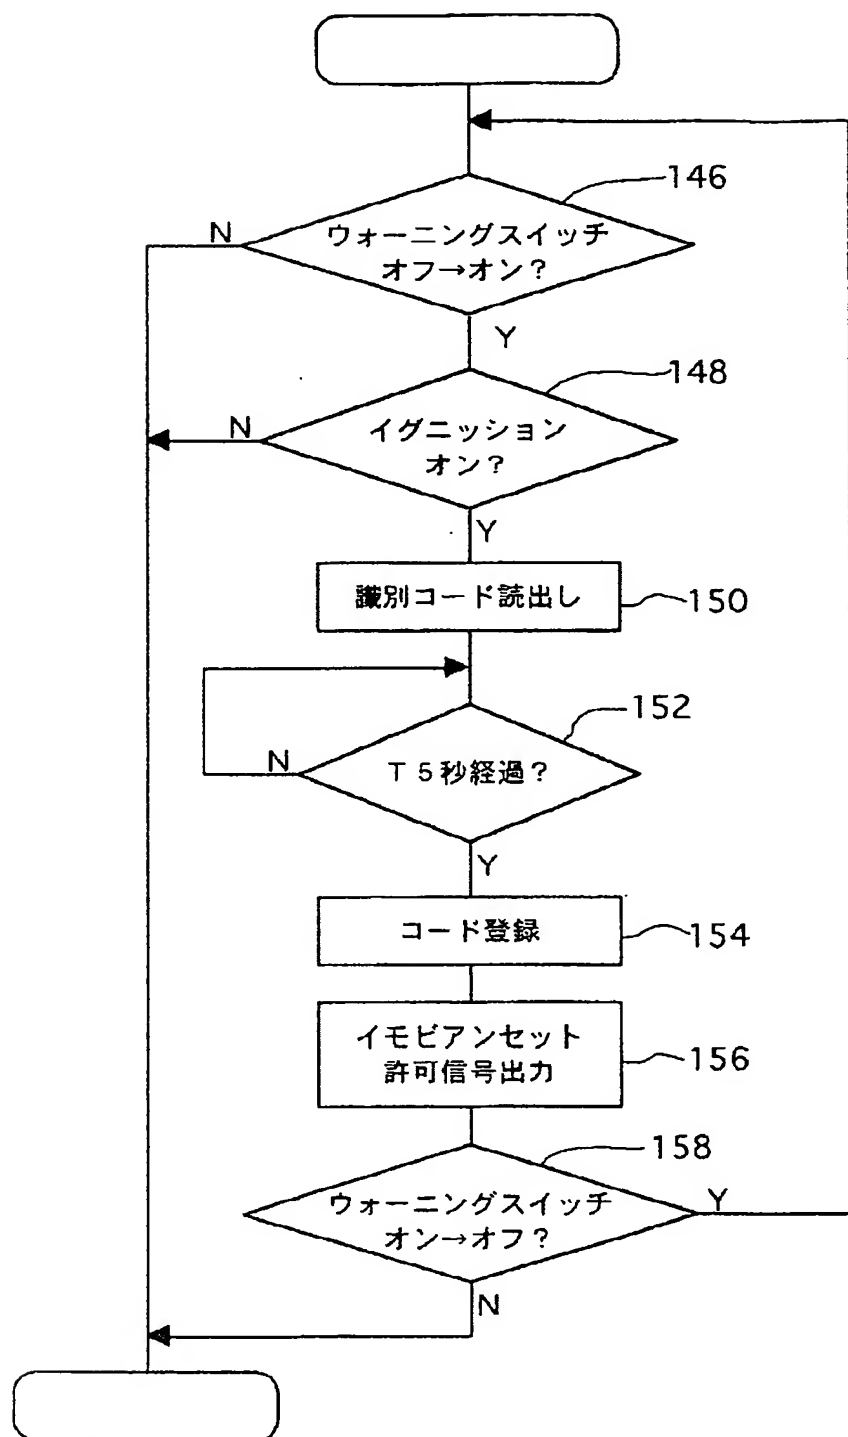 146
N
ウォーニングスイッチ
オフ→オン?
Y
148
N
イグニッション
オン?
Y
識別コード読出し
150
152
N
T5秒経過?
Y
コード登録
154
イモビアンセット
許可信号出力
156
158
ウォーニングスイッチ
オン→オフ?
Y
N